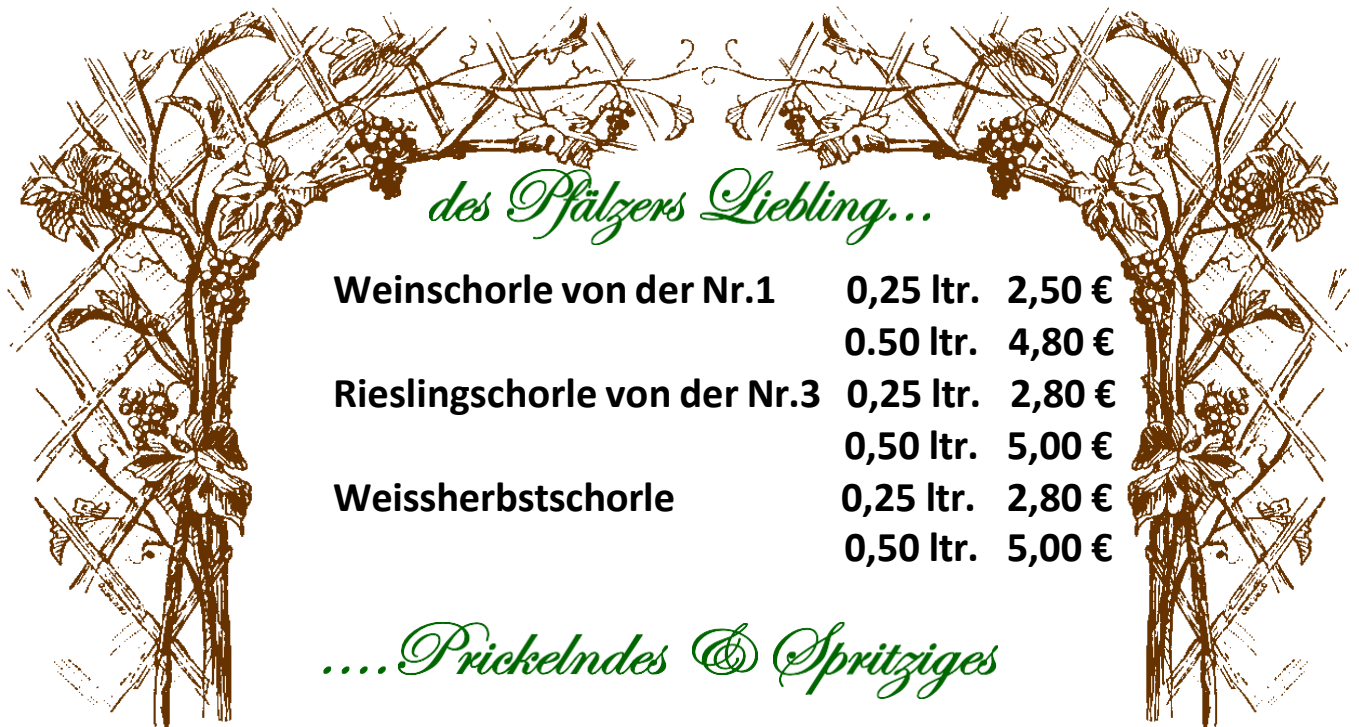 des Pfälzers Liebling...
Weinschorle von der Nr.1 0,25 ltr. 2,50 €
0.50 ltr. 4,80 €
Rieslingschorle von der Nr.3 0,25 ltr. 2,80 €
0,50 ltr. 5,00 €
Weissherbstschorle 0,25 ltr. 2,80 €
0,50 ltr. 5,00 €
....Prickelndes & Spritziges